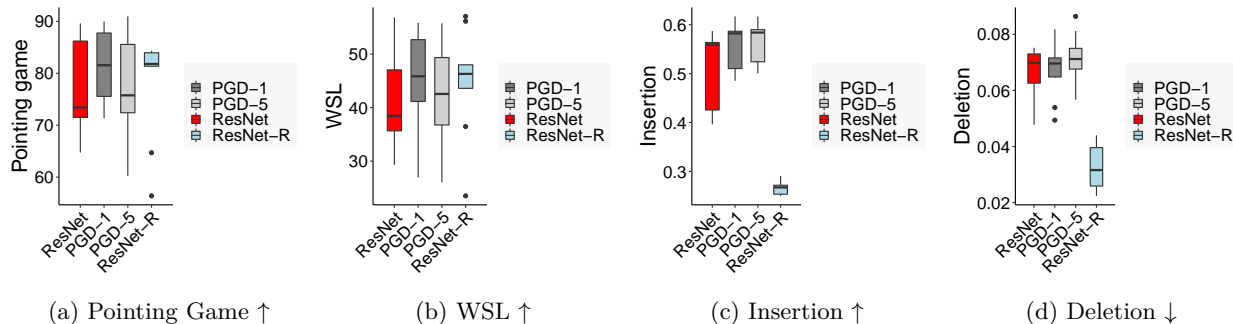 Pointing game
90
80
70
60
ResNet
PGD−1
PGD−5
ResNet−R
PGD−1
PGD−5
ResNet
ResNet−R
(a) Pointing Game ↑
WSL
50
40
30
ResNet
PGD−1
PGD−5
ResNet−R
PGD−1
PGD−5
ResNet
ResNet−R
(b) WSL ↑
Insertion
0.6
0.5
0.4
0.3
ResNet
PGD−1
PGD−5
ResNet−R
PGD−1
PGD−5
ResNet
ResNet−R
(c) Insertion ↑
Deletion
0.08
0.06
0.04
0.02
ResNet
PGD−1
PGD−5
ResNet−R
PGD−1
PGD−5
ResNet
ResNet−R
(d) Deletion ↓